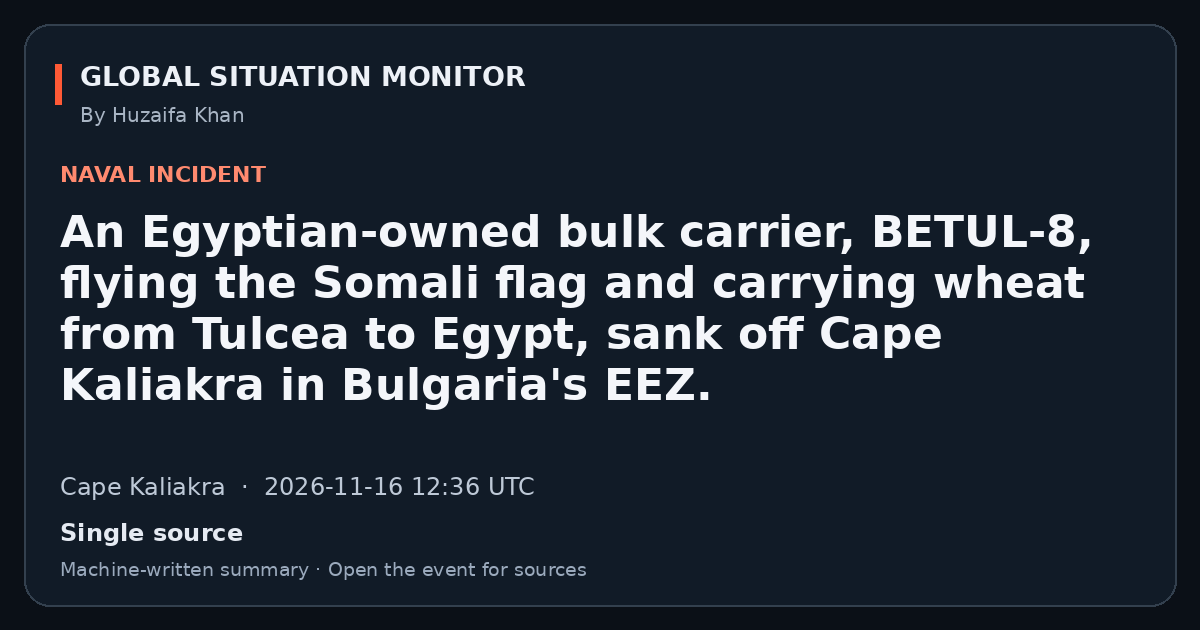 GLOBAL SITUATION MONITOR
By Huzaifa Khan
NAVAL INCIDENT
An Egyptian-owned bulk carrier, BETUL-8,
flying the Somali flag and carrying wheat
from Tulcea to Egypt, sank off Cape
Kaliakra in Bulgaria's EEZ.
Cape Kaliakra · 2026-11-16 12:36 UTC
Single source
Machine-written summary · Open the event for sources